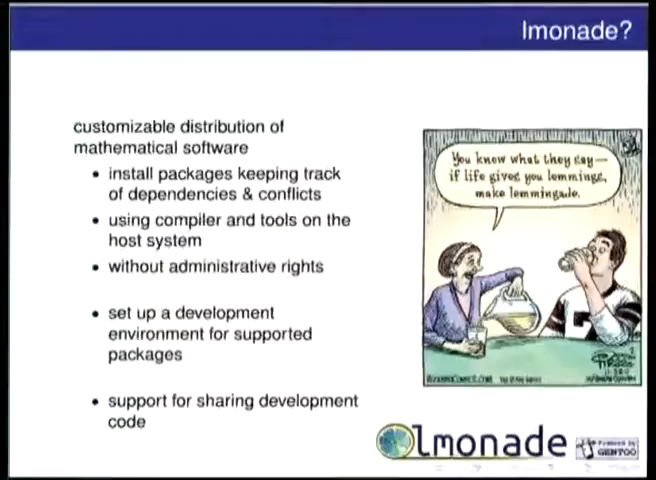 lmonade?
customizable distribution of
mathematical software
• install packages keeping track
of dependencies & conflicts
• using compiler and tools on the
host system
• without administrative rights
• set up a development
environment for supported
packages
• support for sharing development
code
You know what they say—
if life gives you lemmings,
make lemmingade.
lmonade
Powered by
GENTOO